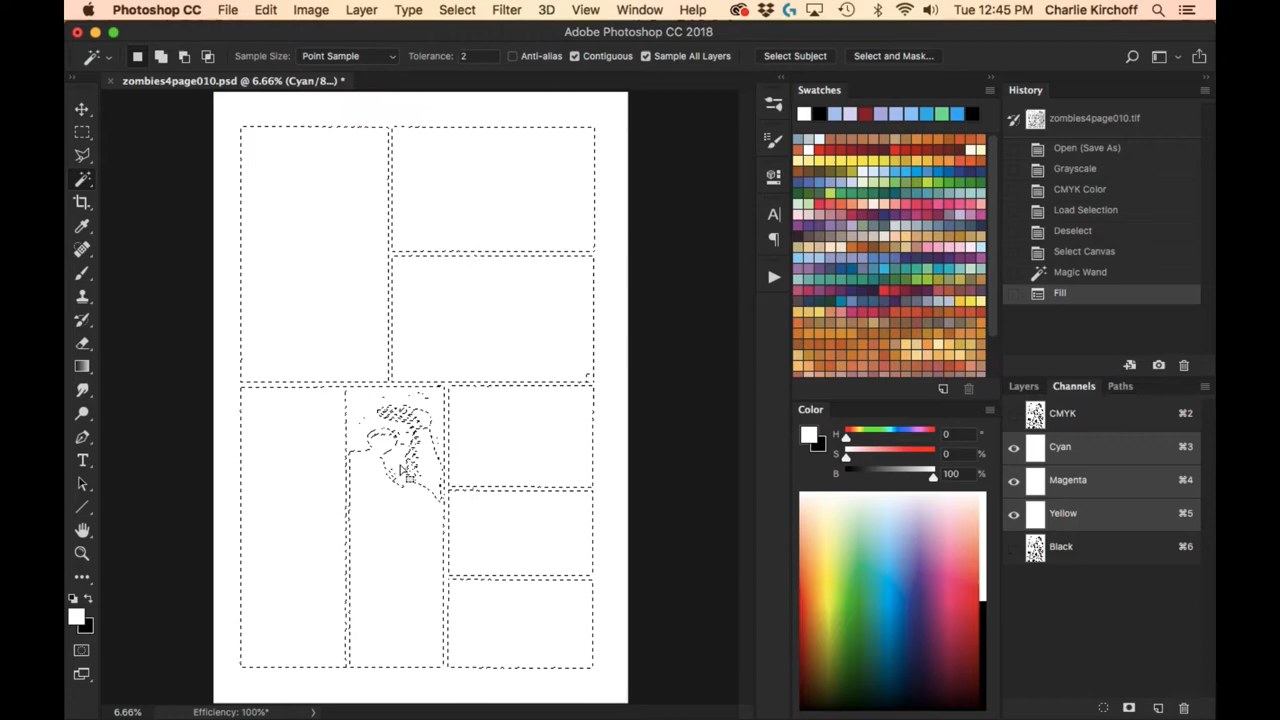 Photoshop CC File Edit Image Layer Type Select Filter 3D View Window Help Tue 12:45 PM Charlie Kirchoff
Adobe Photoshop CC 2018
Sample Size: Point Sample Tolerance: 2 Anti-alias Contiguous Sample All Layers Select Subject Select and Mask...
× zombies4page010.psd @ 6.66% (Cyan/8...) *
Swatches
History
zombies4page010.tif
Open (Save As)
Grayscale
CMYK Color
Load Selection
Deselect
Select Canvas
Magic Wand
Fill
Layers Channels Paths
Color
H 0 °
S 0 %
B 100 %
CMYK ⌘2
Cyan ⌘3
Magenta ⌘4
Yellow ⌘5
Black ⌘6
6.66% Efficiency: 100%*